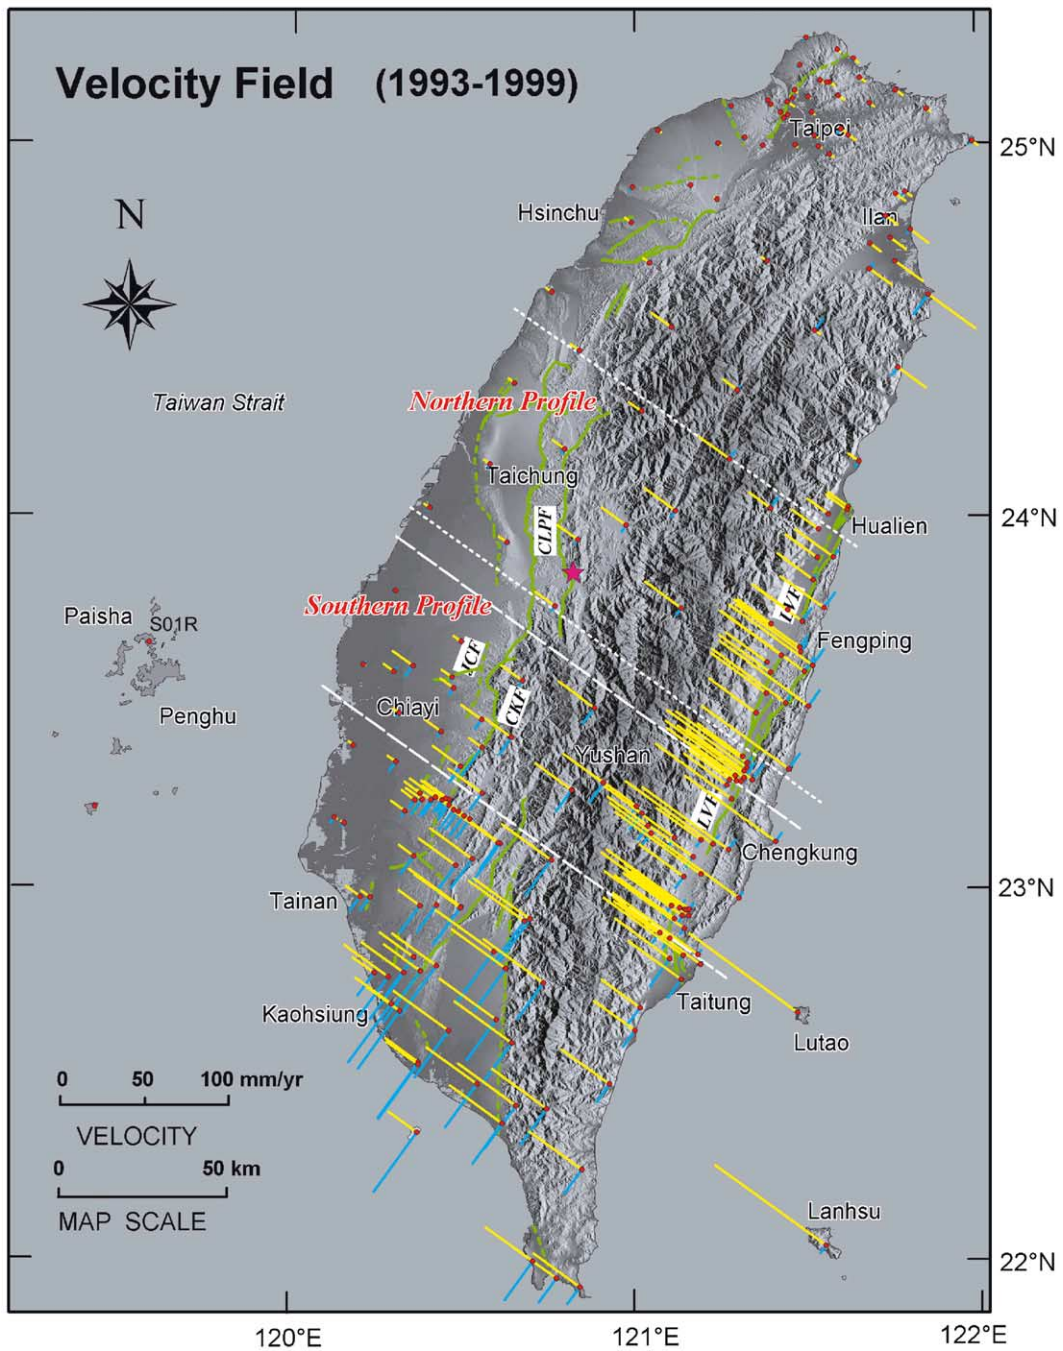 Velocity Field (1993-1999)
Taipei
25°N
N
Hsinchu
Ilan
Taiwan Strait
Northern Profile
Taichung
CLPF
24°N
Hualien
Southern Profile
LVF
Paisha
S01R
Fengping
JCF
Penghu
Chiayi
CKF
Yushan
LVF
Chengkung
Tainan
23°N
Taitung
Kaohsiung
Lutao
0 50 100 mm/yr
VELOCITY
0 50 km
MAP SCALE
Lanhsu
22°N
120°E 121°E 122°E